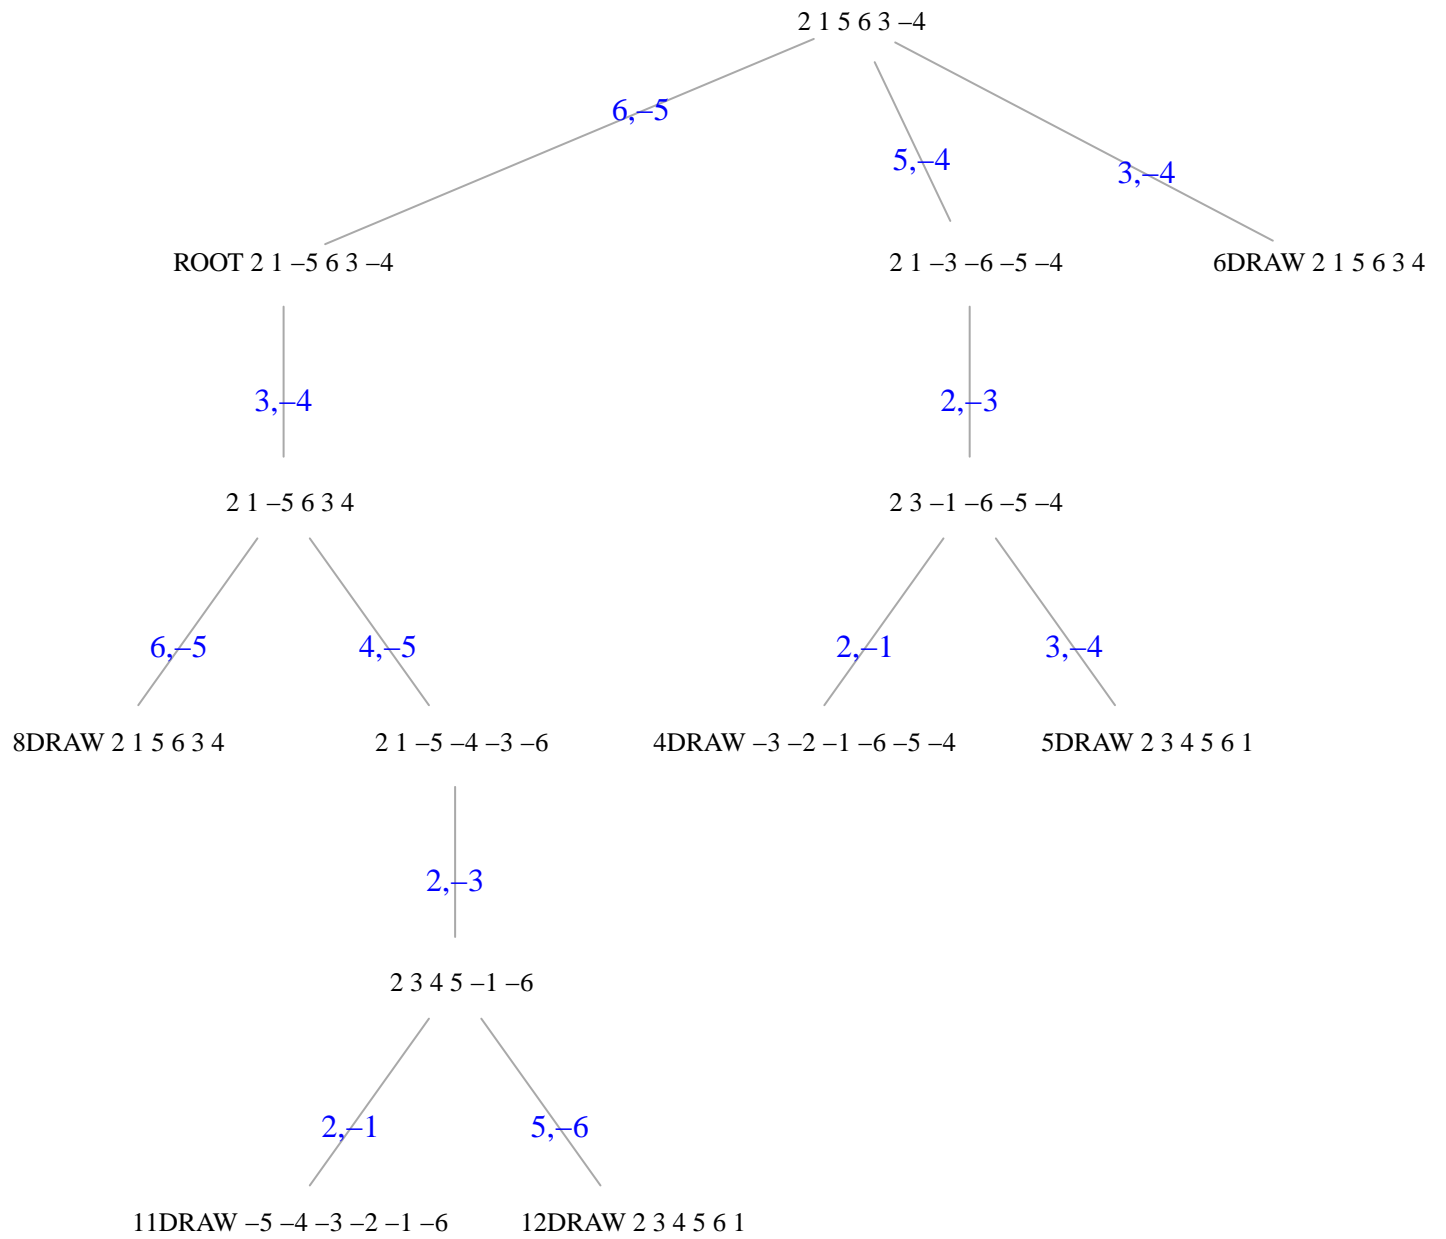 2 1 5 6 3 –4
6,–5
5,–4
3,–4
ROOT 2 1 –5 6 3 –4
2 1 –3 –6 –5 –4
6DRAW 2 1 5 6 3 4
3,–4
2,–3
2 1 –5 6 3 4
2 3 –1 –6 –5 –4
6,–5
4,–5
2,–1
3,–4
8DRAW 2 1 5 6 3 4
2 1 –5 –4 –3 –6
4DRAW –3 –2 –1 –6 –5 –4
5DRAW 2 3 4 5 6 1
2,–3
2 3 4 5 –1 –6
2,–1
5,–6
11DRAW –5 –4 –3 –2 –1 –6
12DRAW 2 3 4 5 6 1